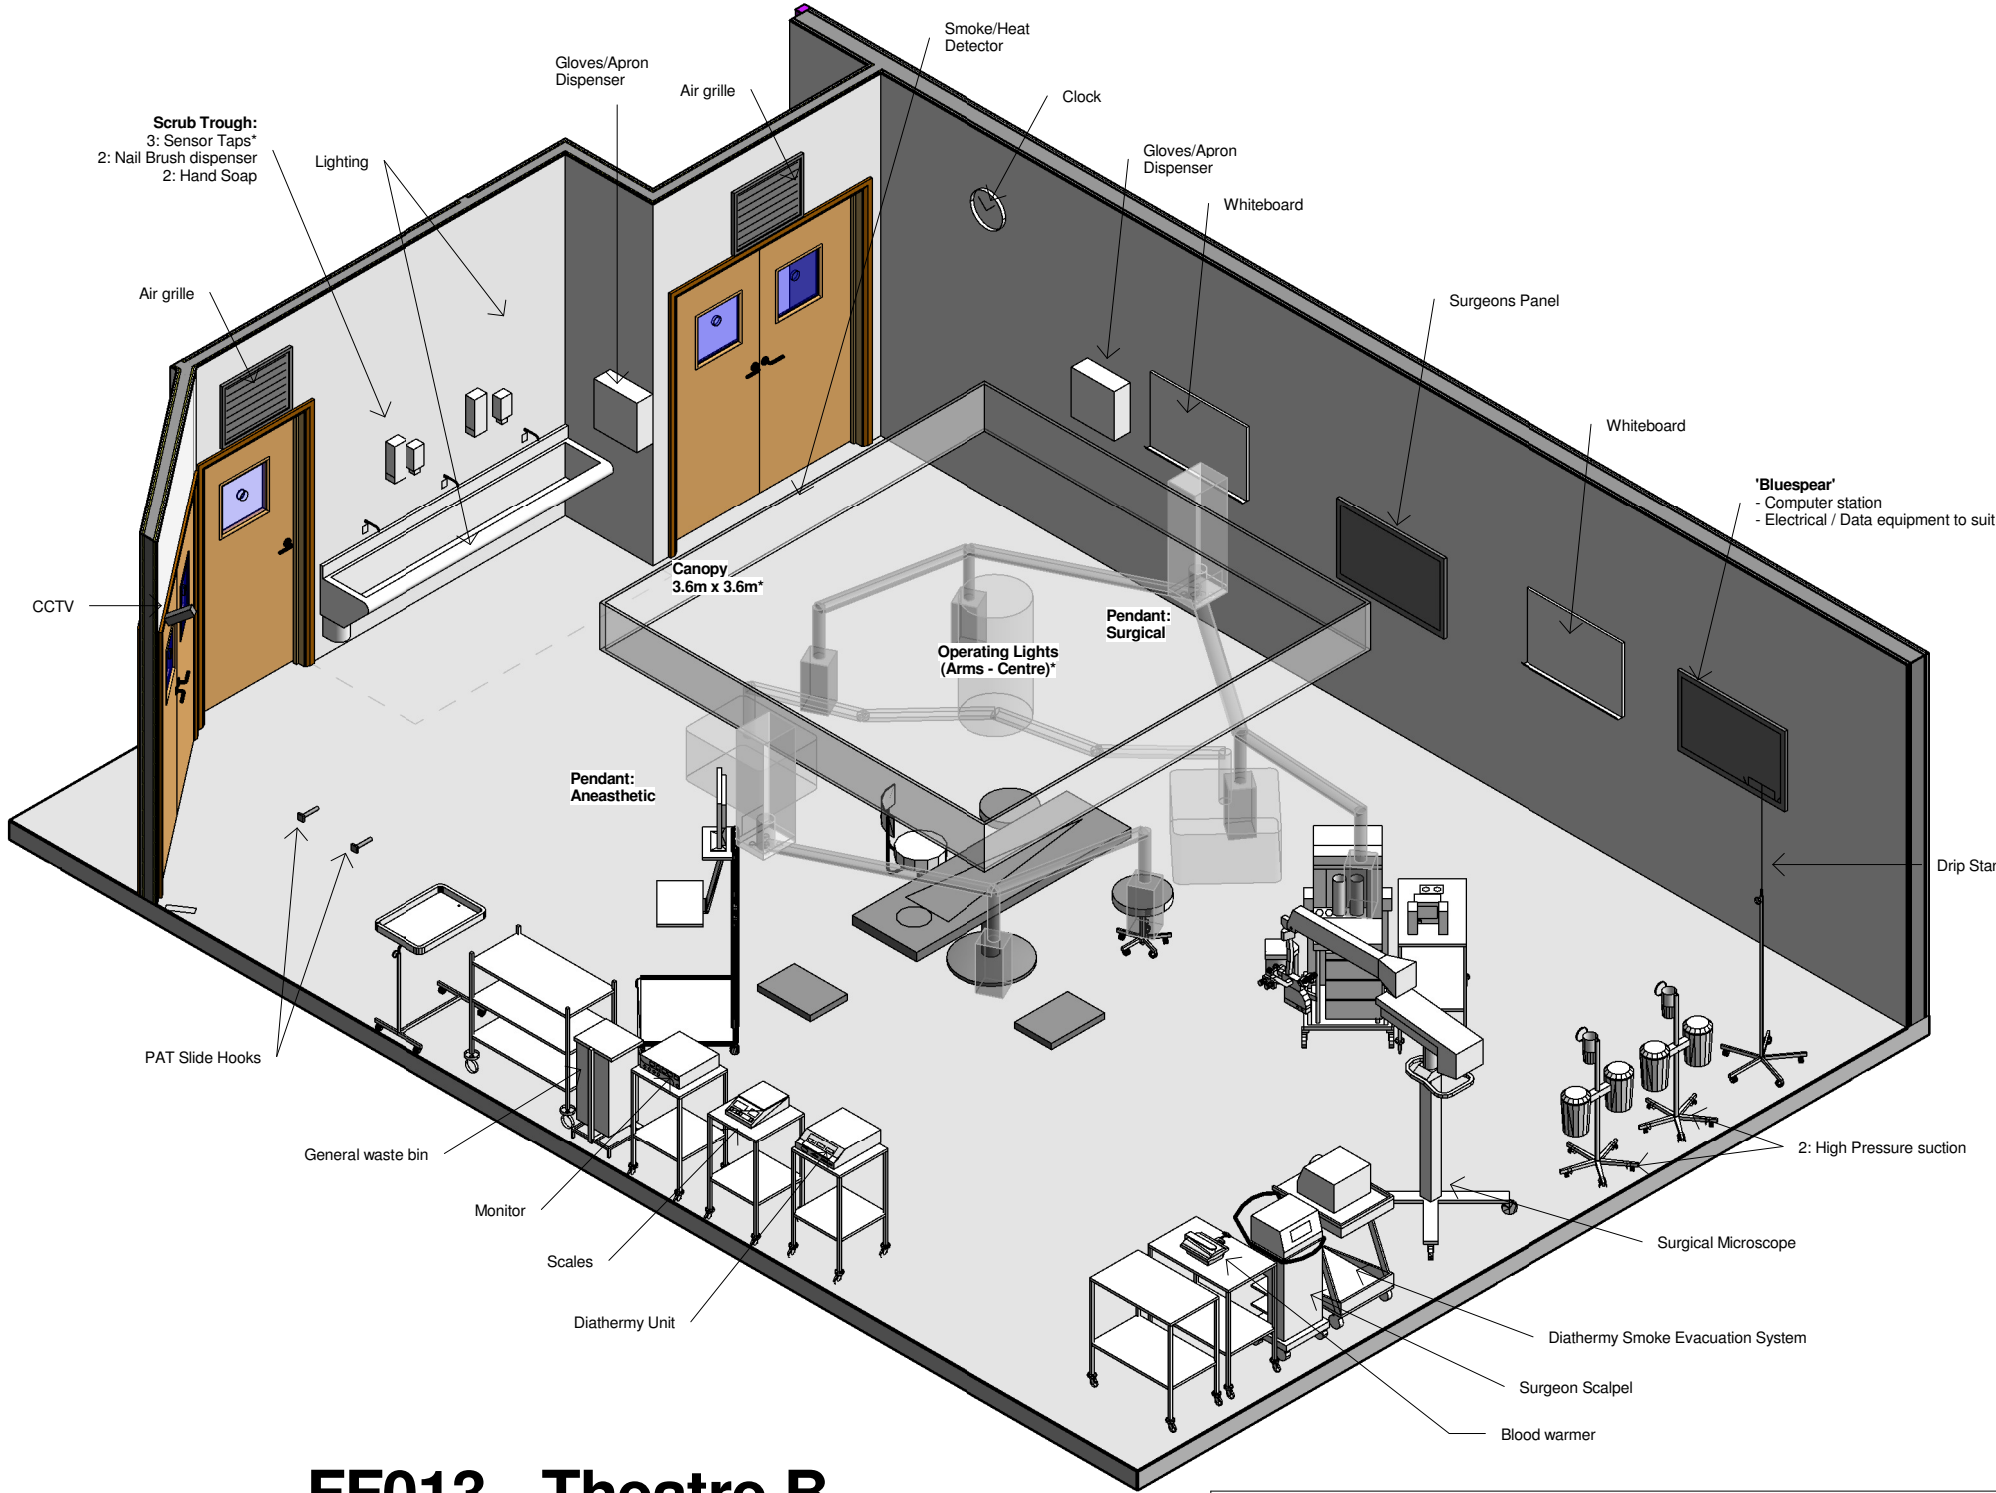 Smoke/Heat
Detector
Gloves/Apron
Dispenser
Air grille
Clock
Scrub Trough:
3: Sensor Taps*
2: Nail Brush dispenser
2: Hand Soap
Lighting
Gloves/Apron
Dispenser
Whiteboard
Air grille
Surgeons Panel
Whiteboard
'Bluespear'
- Computer station
- Electrical / Data equipment to suit
Canopy
3.6m x 3.6m*
CCTV
Pendant:
Surgical
Operating Lights
(Arms - Centre)*
Pendant:
Aneasthetic
Drip
PAT Slide Hooks
General waste bin
2: High Pressure suction
Monitor
Surgical Microscope
Scales
Diathermy Unit
Diathermy Smoke Evacuation System
Surgeon Scalpel
Blood warmer
Theatre B